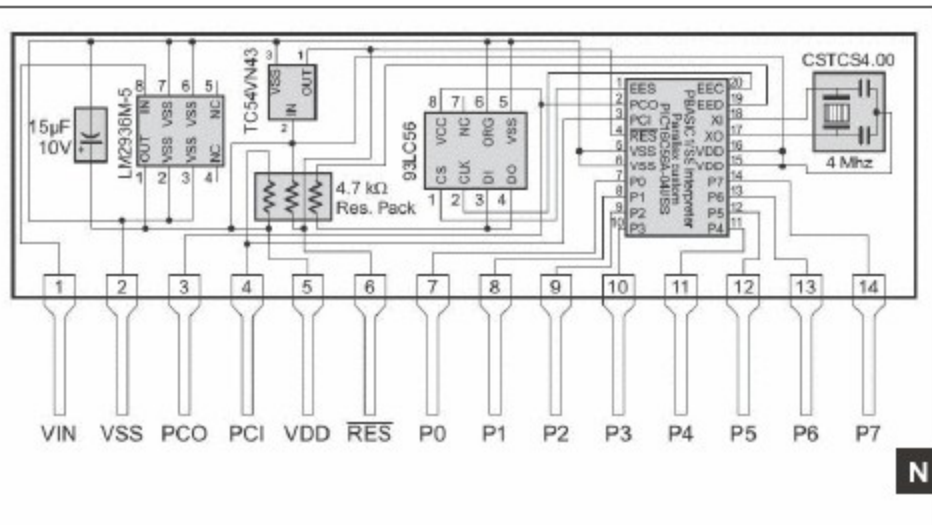 CSTCS4.00
4 Mhz
15µF
10V
LM2936M-5
8 7 6 5
IN VSS VSS NC
OUT VSS VSS NC
1 2 3 4
TC54VN43
3 1
VSS OUT
IN
2
4.7 kΩ
Res. Pack
93LC56
8 7 6 5
VCC NC ORG VSS
CS CLK DI DO
1 2 3 4
1 EES
2 PCO
3 PCI
4 RES
5 VSS
6 VSS
7 P0
8 P1
9 P2
10 P3
PBASIC1/SS Interpreter
Parallax custom
EEC 20
EED 19
XI 18
XO 17
VDD 16
VDD 15
P7 14
P6 13
P5 12
P4 11
1 2 3 4 5 6 7 8 9 10 11 12 13 14
VIN VSS PCO PCI VDD RES P0 P1 P2 P3 P4 P5 P6 P7
N